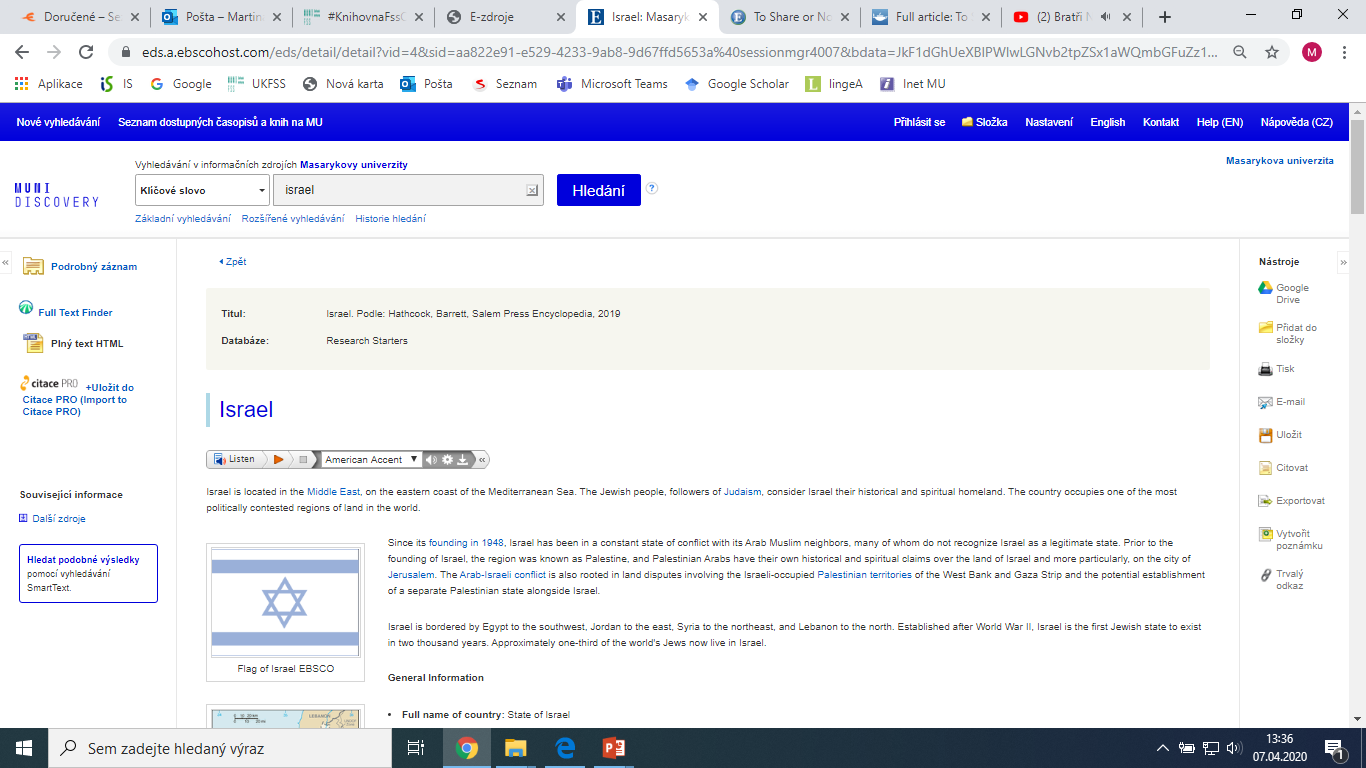 Doručené – Se
Pošta – Martina
#KnihovnaFssC
E-zdroje
Israel: Masaryk
To Share or No
Full article: To S
(2) Bratři N
eds.a.ebscohost.com/eds/detail/detail?vid=4&sid=aa822e91-e529-4233-9ab8-9d67ffd5653a%40sessionmgr4007&bdata=JkF1dGhUeXBlPWlwLGNvb2tpZSx1aWQmbGFuZz1...
M
Aplikace
IS
Google
UKFSS
Nová karta
Pošta
Seznam
Microsoft Teams
Google Scholar
lingeA
Inet MU
Nové vyhledávání
Seznam dostupných časopisů a knih na MU
Přihlásit se
Složka
Nastavení
English
Kontakt
Help (EN)
Nápověda (CZ)
Masarykova univerzita
MUNI
DISCOVERY
Vyhledávání v informačních zdrojích Masarykovy univerzity
Klíčové slovo
israel
Hledání
Základní vyhledávání
Rozšířené vyhledávání
Historie hledání
Podrobný záznam
Full Text Finder
Plný text HTML
citace PRO +Uložit do
Citace PRO (Import to
Citace PRO)
Související informace
Další zdroje
Hledat podobné výsledky
pomocí vyhledávání
SmartText.
Zpět
Titul: Israel. Podle: Hathcock, Barrett, Salem Press Encyclopedia, 2019
Databáze: Research Starters
Israel
Listen
American Accent
Israel is located in the Middle East, on the eastern coast of the Mediterranean Sea. The Jewish people, followers of Judaism, consider Israel their historical and spiritual homeland. The country occupies one of the most
politically contested regions of land in the world.
Since its founding in 1948, Israel has been in a constant state of conflict with its Arab Muslim neighbors, many of whom do not recognize Israel as a legitimate state. Prior to the
founding of Israel, the region was known as Palestine, and Palestinian Arabs have their own historical and spiritual claims over the land of Israel and more particularly, on the city of
Jerusalem. The Arab-Israeli conflict is also rooted in land disputes involving the Israeli-occupied Palestinian territories of the West Bank and Gaza Strip and the potential establishment
of a separate Palestinian state alongside Israel.
Israel is bordered by Egypt to the southwest, Jordan to the east, Syria to the northeast, and Lebanon to the north. Established after World War II, Israel is the first Jewish state to exist
in two thousand years. Approximately one-third of the world's Jews now live in Israel.
Flag of Israel EBSCO
General Information
• Full name of country: State of Israel
LEBANON
Nástroje
Google
Drive
Přidat do
složky
Tisk
E-mail
Uložit
Citovat
Exportovat
Vytvořit
poznámku
Trvalý
odkaz
Sem zadejte hledaný výraz
13:36
07.04.2020
1